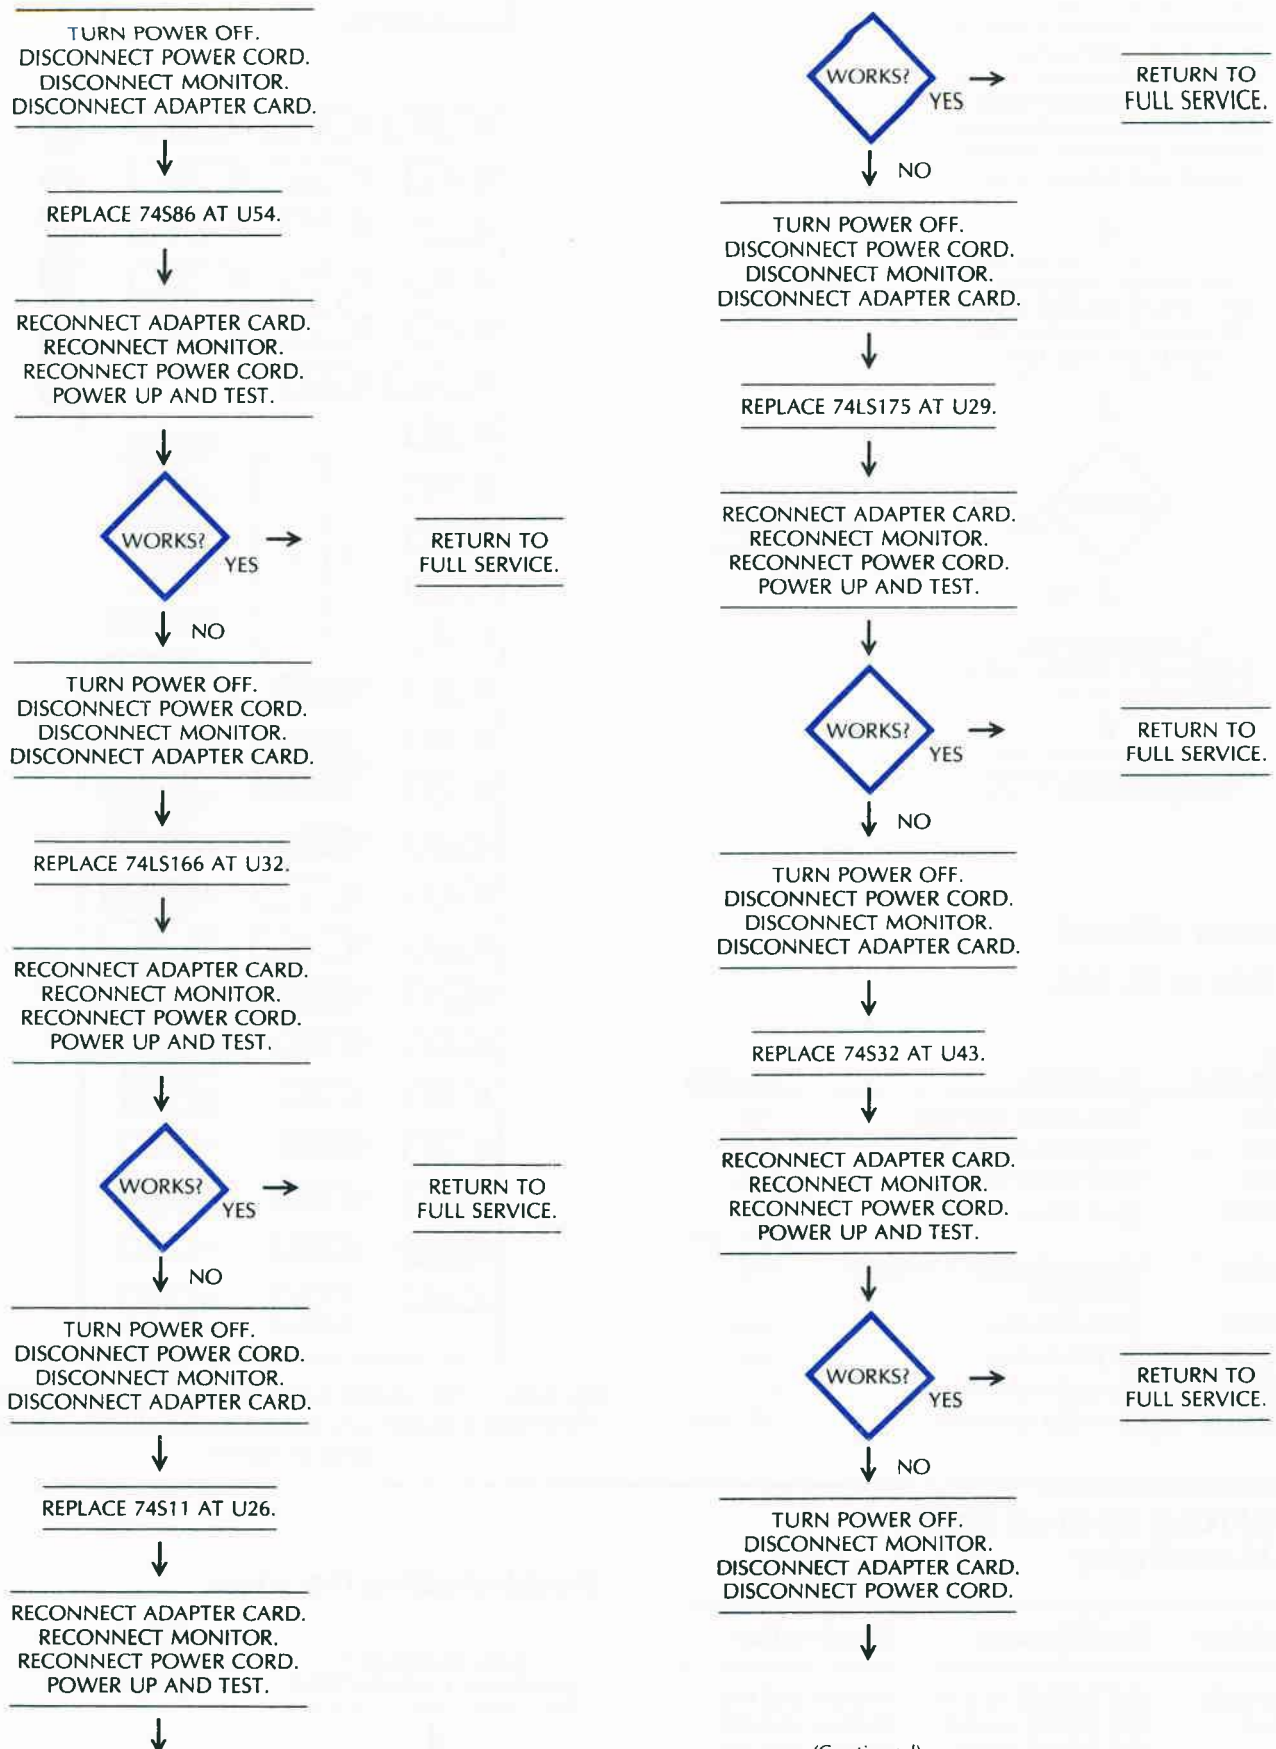 TURN POWER OFF.
DISCONNECT POWER CORD.
DISCONNECT MONITOR.
DISCONNECT ADAPTER CARD.
REPLACE 74S86 AT U54.
RECONNECT ADAPTER CARD.
RECONNECT MONITOR.
RECONNECT POWER CORD.
POWER UP AND TEST.
WORKS?
YES
RETURN TO
FULL SERVICE.
NO
TURN POWER OFF.
DISCONNECT POWER CORD.
DISCONNECT MONITOR.
DISCONNECT ADAPTER CARD.
REPLACE 74LS166 AT U32.
RECONNECT ADAPTER CARD.
RECONNECT MONITOR.
RECONNECT POWER CORD.
POWER UP AND TEST.
WORKS?
YES
RETURN TO
FULL SERVICE.
NO
TURN POWER OFF.
DISCONNECT POWER CORD.
DISCONNECT MONITOR.
DISCONNECT ADAPTER CARD.
REPLACE 74S11 AT U26.
RECONNECT ADAPTER CARD.
RECONNECT MONITOR.
RECONNECT POWER CORD.
POWER UP AND TEST.
WORKS?
YES
RETURN TO
FULL SERVICE.
NO
TURN POWER OFF.
DISCONNECT POWER CORD.
DISCONNECT MONITOR.
DISCONNECT ADAPTER CARD.
REPLACE 74LS175 AT U29.
RECONNECT ADAPTER CARD.
RECONNECT MONITOR.
RECONNECT POWER CORD.
POWER UP AND TEST.
WORKS?
YES
RETURN TO
FULL SERVICE.
NO
TURN POWER OFF.
DISCONNECT POWER CORD.
DISCONNECT MONITOR.
DISCONNECT ADAPTER CARD.
REPLACE 74S32 AT U43.
RECONNECT ADAPTER CARD.
RECONNECT MONITOR.
RECONNECT POWER CORD.
POWER UP AND TEST.
WORKS?
YES
RETURN TO
FULL SERVICE.
NO
TURN POWER OFF.
DISCONNECT MONITOR.
DISCONNECT ADAPTER CARD.
DISCONNECT POWER CORD.